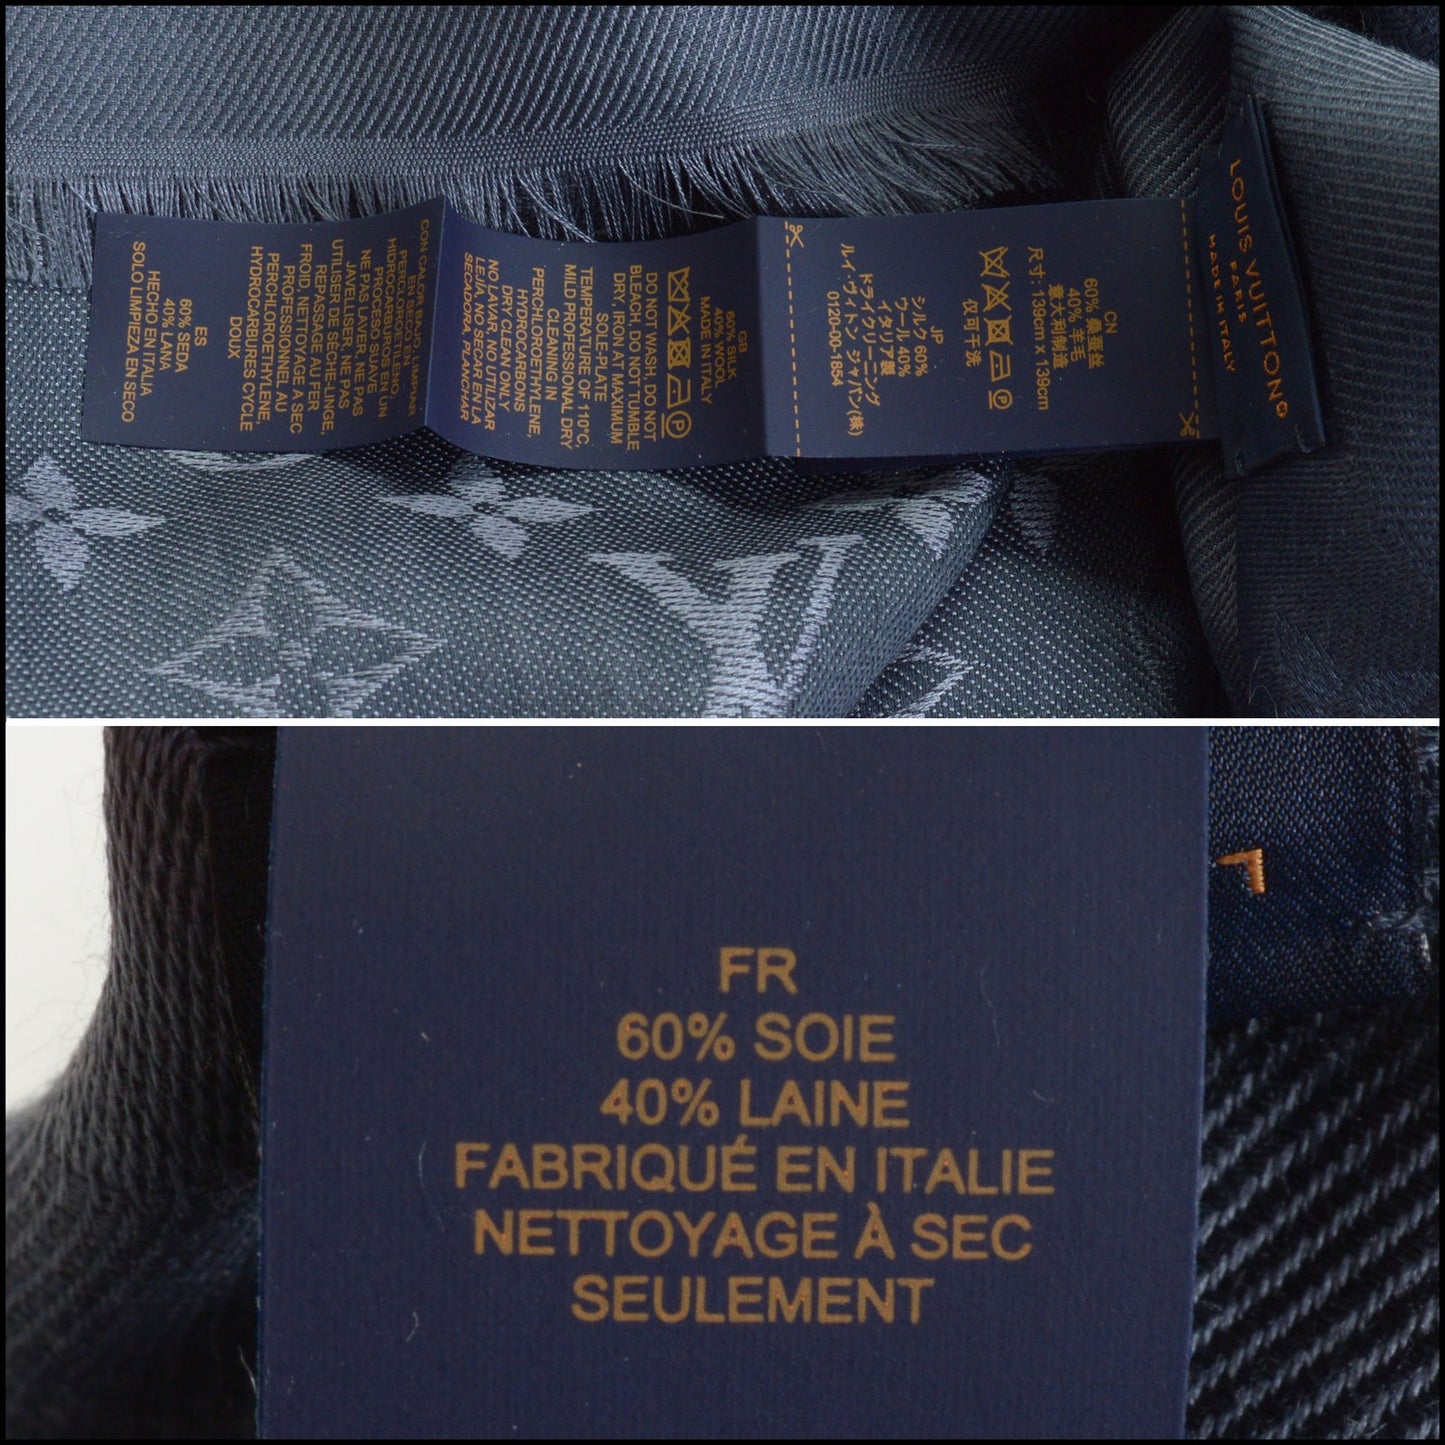 LOUIS VUITTON®
PARIS
MADE IN ITALY
CN
60% 桑蚕丝
40% 羊毛
意大利制造
尺寸: 139cm x 139cm
P
仅可干洗
JP
シルク 60%
ウール 40%
イタリア製
ドライクリーニング
ルイ・ヴィトン ジャパン(株)
0120-00-1854
GB
60% SILK
40% WOOL
MADE IN ITALY
P
DO NOT WASH. DO NOT
BLEACH. DO NOT TUMBLE
DRY. IRON AT MAXIMUM
SOLE-PLATE
TEMPERATURE OF 110°C.
MILD PROFESSIONAL DRY
CLEANING IN
PERCHLOROETHYLENE,
HYDROCARBONS.
DRY CLEAN ONLY
NO LAVAR. NO UTILIZAR
LEJÍA. NO SECAR EN LA
SECADORA. PLANCHAR
CON CALOR BAJO. LIMPIAR
EN SECO EN
PERCLOROETILENO
HIDROCARBUROS EN UN
PROCESO SUAVE
NE PAS LAVER. NE PAS
JAVELLISER. NE PAS
UTILISER DE SÈCHE-LINGE.
REPASSAGE AU FER
FROID. NETTOYAGE A SEC
PROFESSIONNEL AU
PERCHLOROETHYLENE,
HYDROCARBURES CYCLE
DOUX
ES
60% SEDA
40% LANA
HECHO EN ITALIA
SOLO LIMPIEZA EN SECO
L
FR
60% SOIE
40% LAINE
FABRIQUÉ EN ITALIE
NETTOYAGE À SEC
SEULEMENT